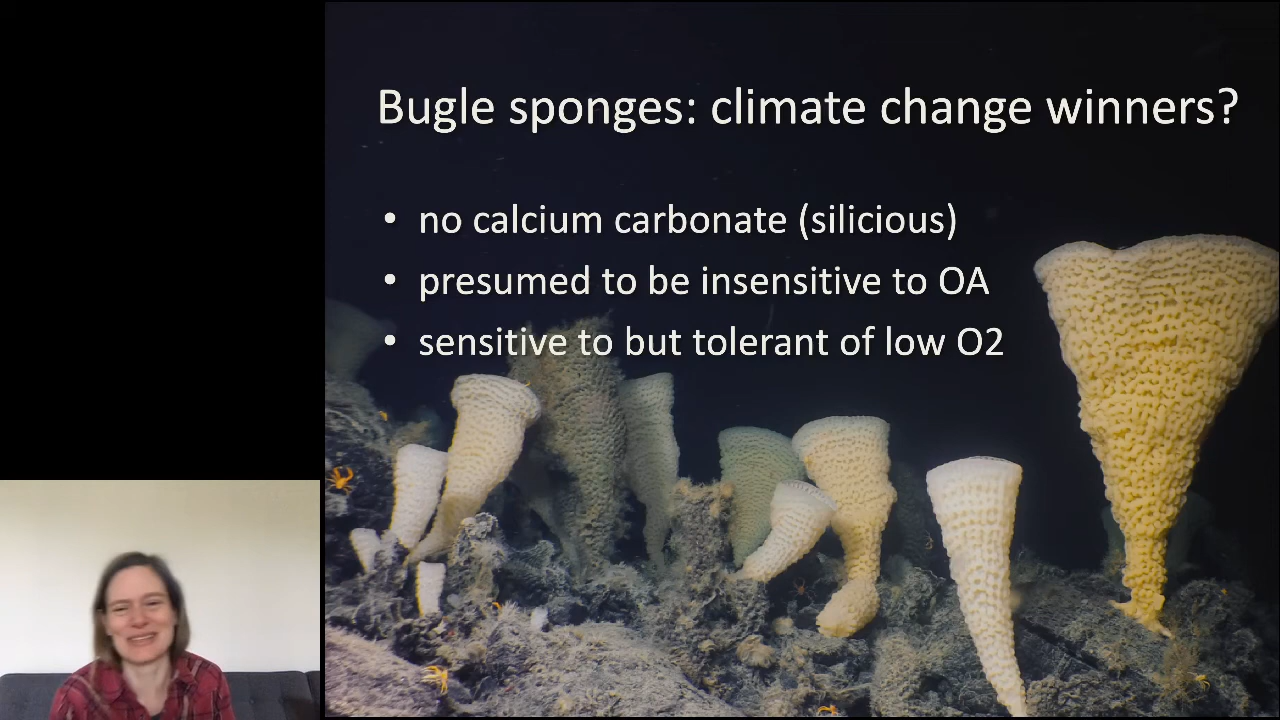 Bugle sponges: climate change winners?
• no calcium carbonate (silicious)
• presumed to be insensitive to OA
• sensitive to but tolerant of low O2